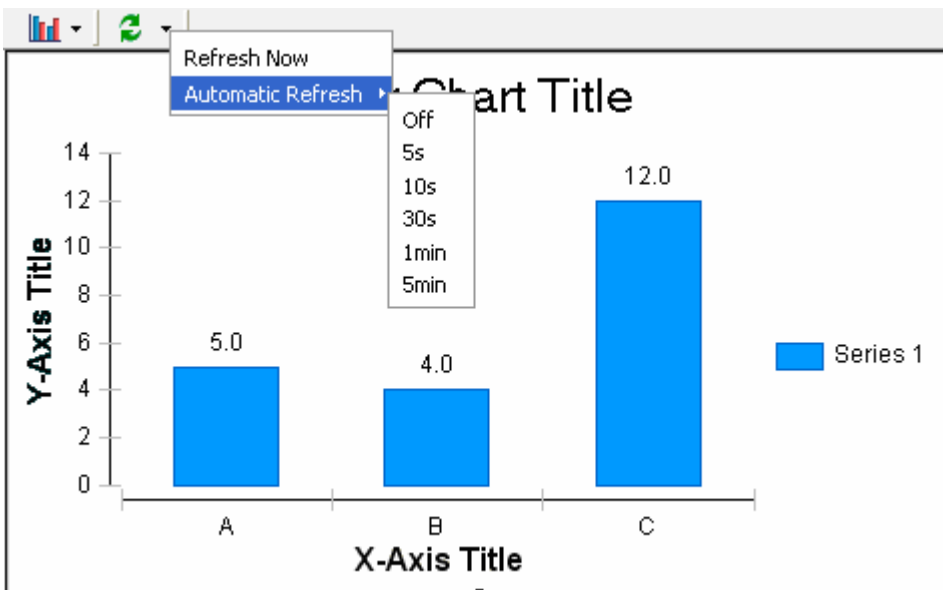 Refresh Now
Automatic Refresh
Chart Title
Off
5s
10s
30s
1min
5min
14
12
10
8
6
4
2
0
Y-Axis Title
5.0
4.0
12.0
Series 1
A
B
C
X-Axis Title